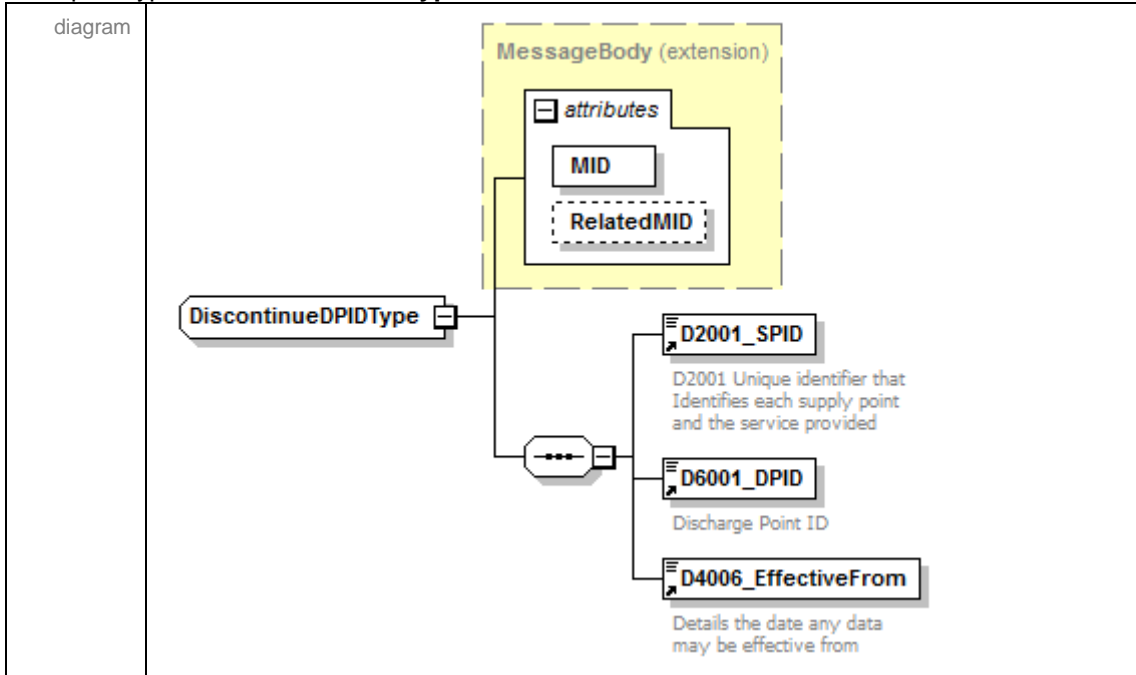 diagram
MessageBody (extension)
attributes
MID
RelatedMID
DiscontinueDPIDType
D2001_SPID
D2001 Unique identifier that
Identifies each supply point
and the service provided
D6001_DPID
Discharge Point ID
D4006_EffectiveFrom
Details the date any data
may be effective from